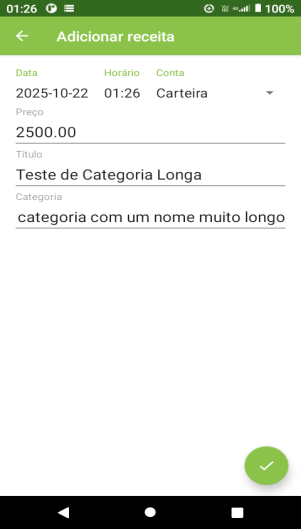 01:26 100%
Adicionar receita
Data Horário Conta
2025-10-22 01:26 Carteira
Preço
2500.00
Título
Teste de Categoria Longa
Categoria
categoria com um nome muito longo